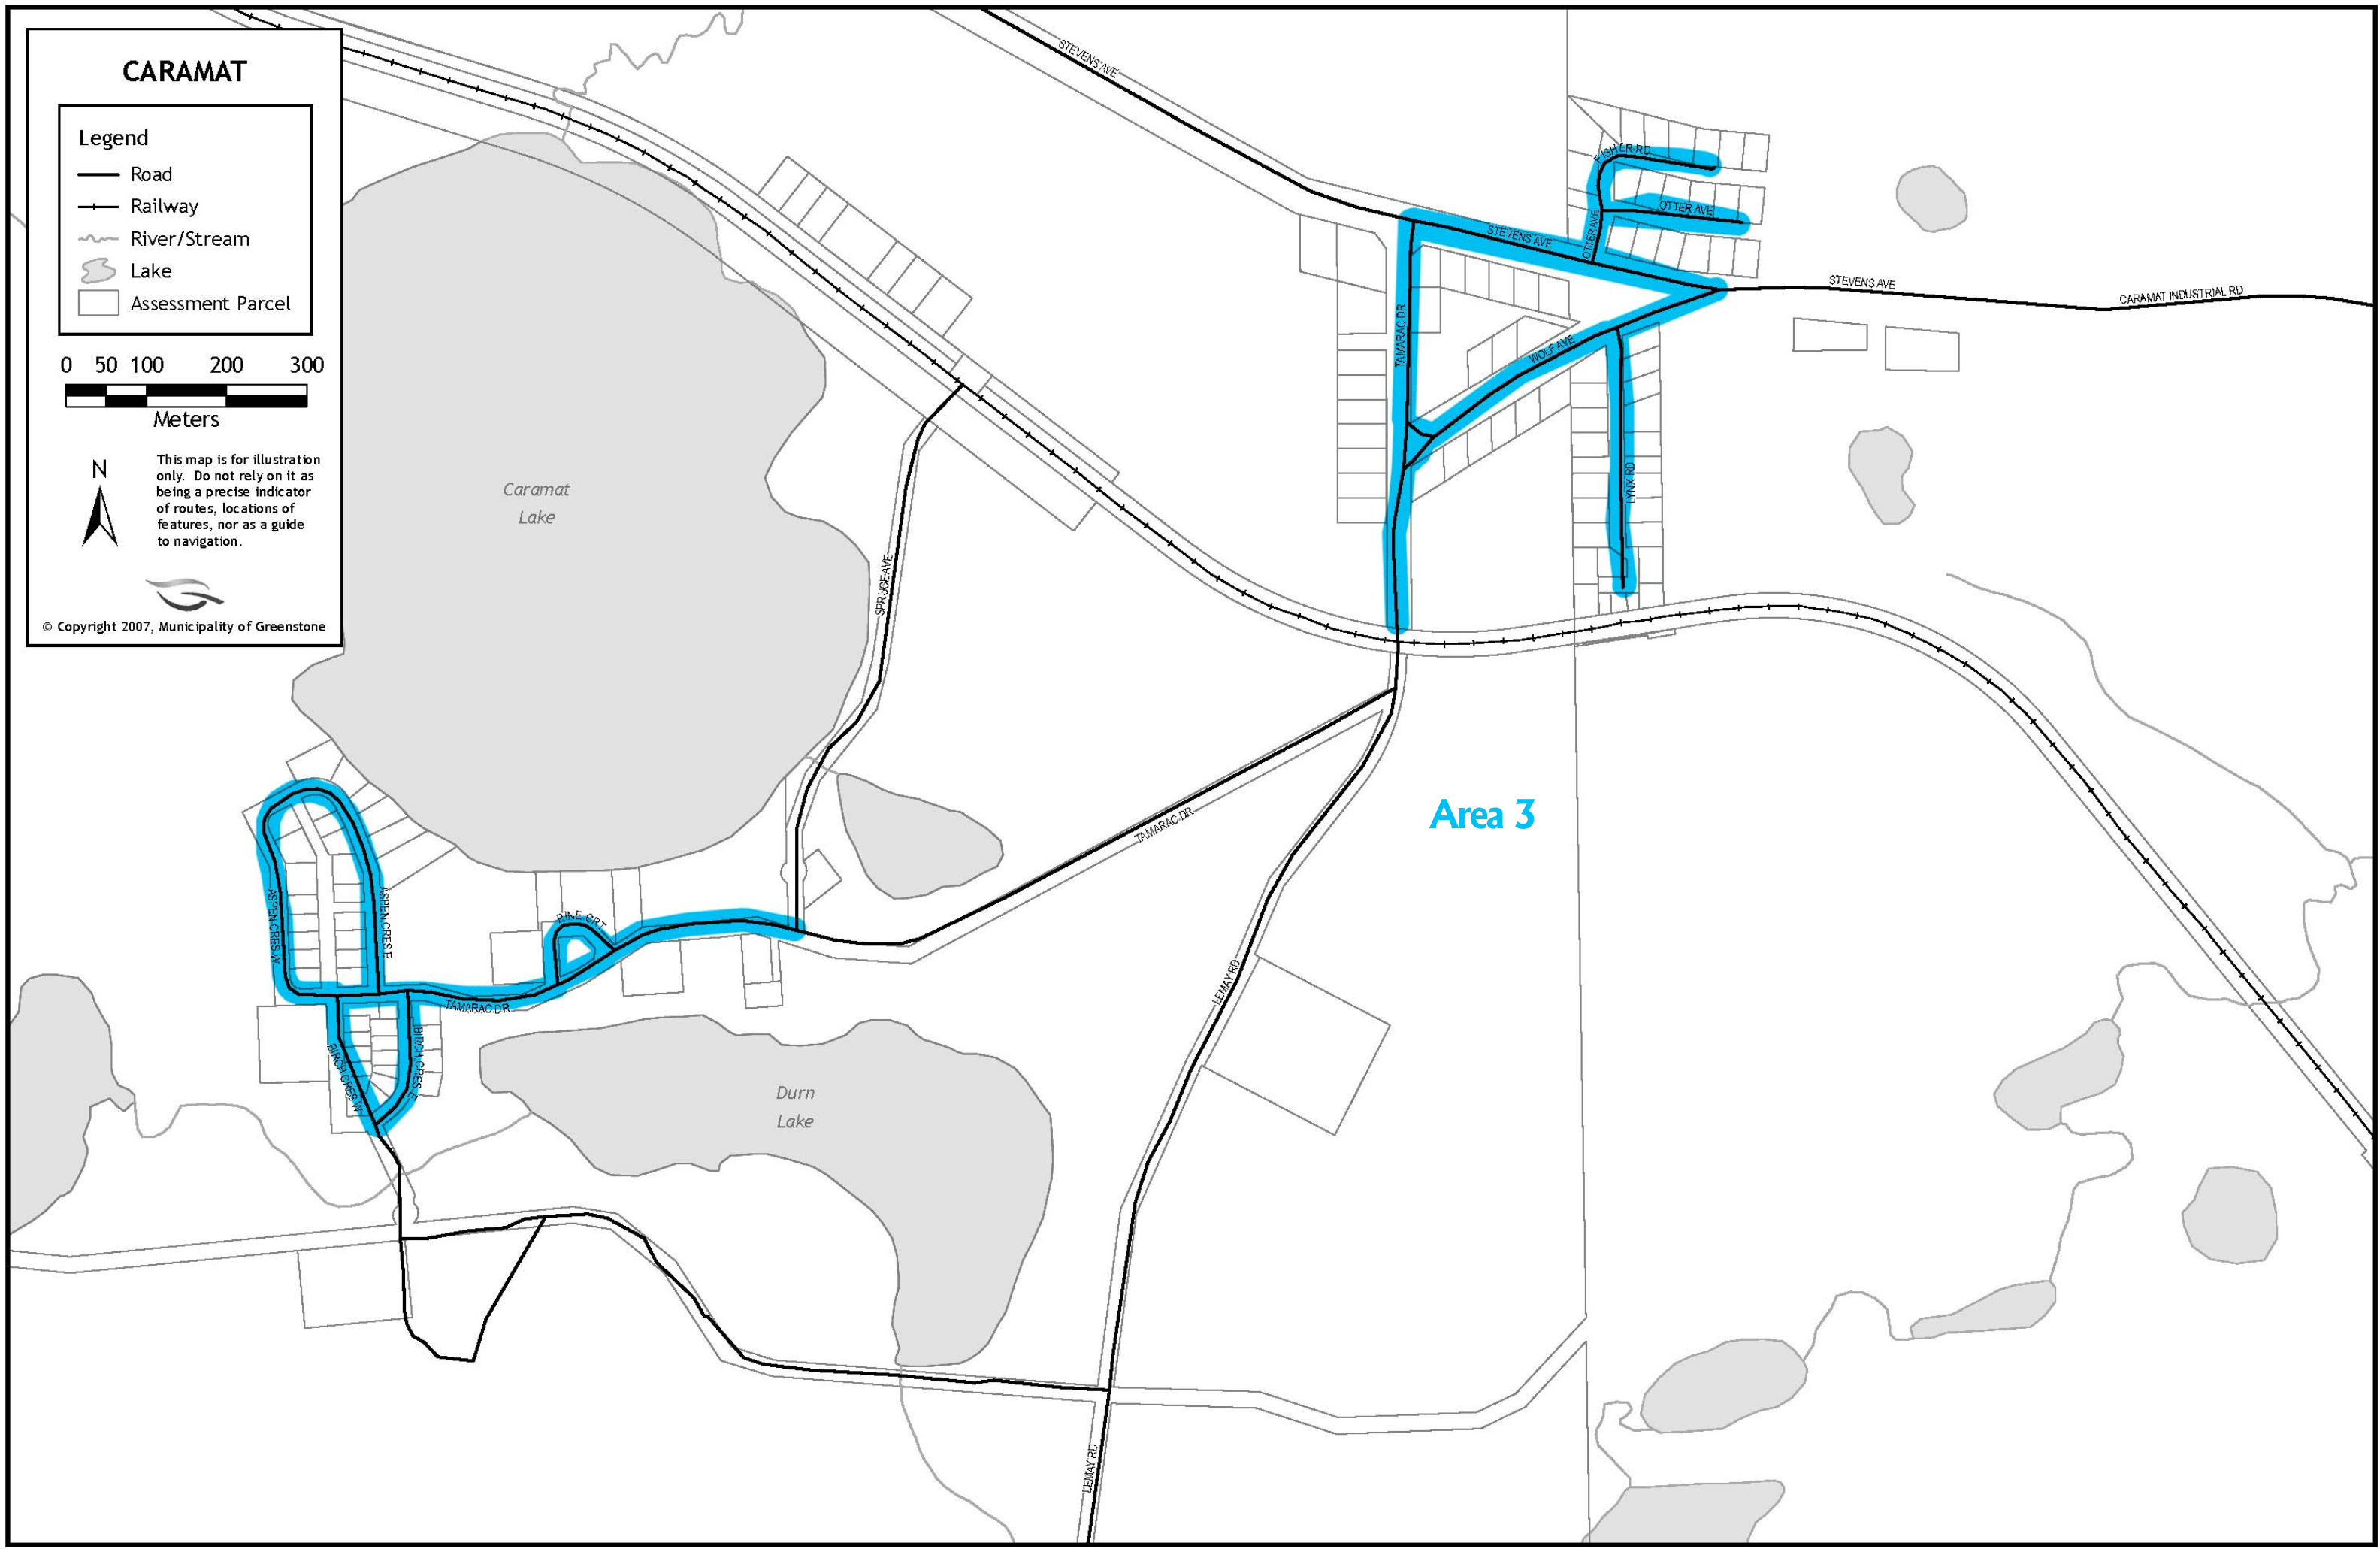 CARAMAT
Legend
Road
Railway
River/Stream
Lake
Assessment Parcel
0 50 100 200 300
Meters
N
This map is for illustration
only. Do not rely on it as
being a precise indicator
of routes, locations of
features, nor as a guide
to navigation.
© Copyright 2007, Municipality of Greenstone
STEVENS AVE
FISHER RD
OTTER AVE
OTTER AVE
STEVENS AVE
STEVENS AVE
CARAMAT INDUSTRIAL RD
TAMARAC DR
WOLF AVE
LYNX RD
Caramat
Lake
SPRUCE AVE
Area 3
TAMARAC DR
ASPEN CRES W
ASPEN CRES E
PINE CRT
TAMARAC DR
LEMAY RD
BIRCH CRES W
BIRCH CRES E
Durn
Lake
LEMAY RD